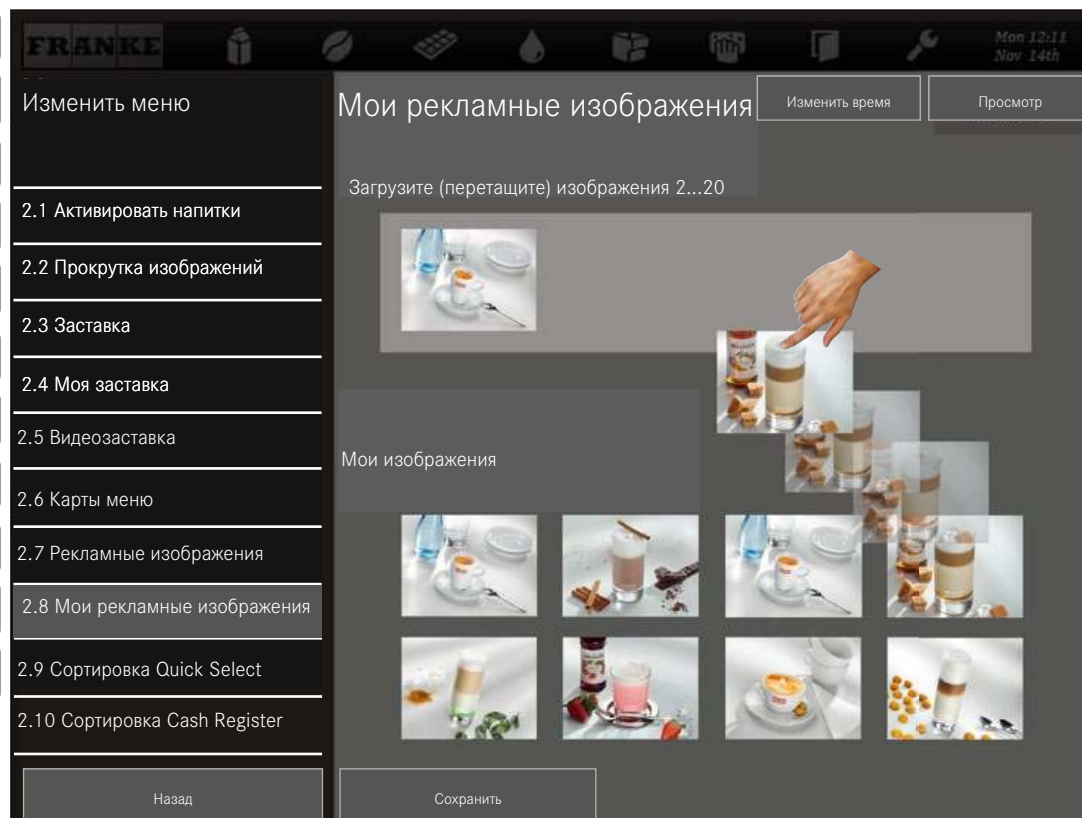 FRANKE
Mon 12:11
Nov 14th
Изменить меню
2.1 Активировать напитки
2.2 Прокрутка изображений
2.3 Заставка
2.4 Моя заставка
2.5 Видеозаставка
2.6 Карты меню
2.7 Рекламные изображения
2.8 Мои рекламные изображения
2.9 Сортировка Quick Select
2.10 Сортировка Cash Register
Назад
Мои рекламные изображения
Изменить время
Просмотр
Загрузите (перетащите) изображения 2...20
Мои изображения
Сохранить